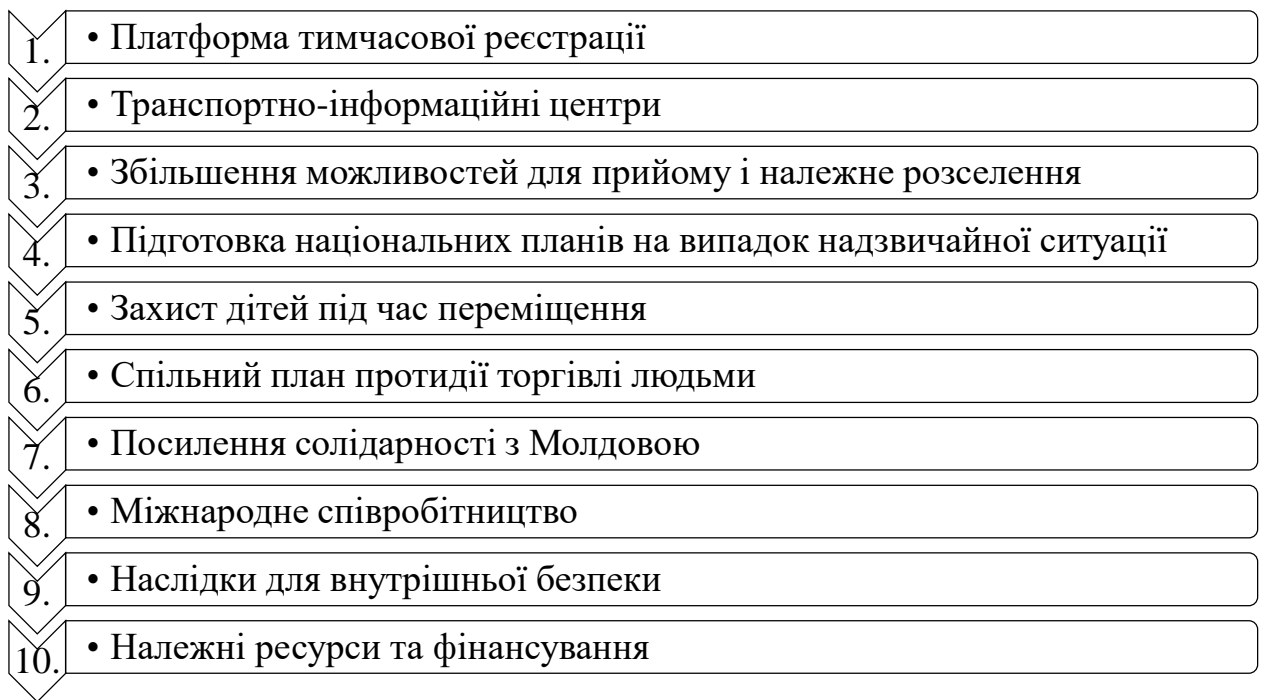 1. • Платформа тимчасової реєстрації
2. • Транспортно-інформаційні центри
3. • Збільшення можливостей для прийому і належне розселення
4. • Підготовка національних планів на випадок надзвичайної ситуації
5. • Захист дітей під час переміщення
6. • Спільний план протидії торгівлі людьми
7. • Посилення солідарності з Молдовою
8. • Міжнародне співробітництво
9. • Наслідки для внутрішньої безпеки
10. • Належні ресурси та фінансування